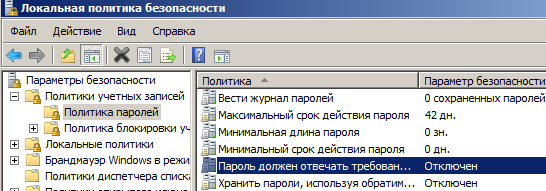 Локальная политика безопасности
Файл Действие Вид Справка
Параметры безопасности
Политики учетных записей
Политика паролей
Политика блокировки уч
Локальные политики
Брандмауэр Windows в режи
Политики диспетчера списка
Политика Параметр безопасности
Вести журнал паролей 0 сохраненных паролей
Максимальный срок действия пароля 42 дн.
Минимальная длина пароля 0 зн.
Минимальный срок действия пароля 0 дн.
Пароль должен отвечать требован... Отключен
Хранить пароли, используя обратим... Отключен